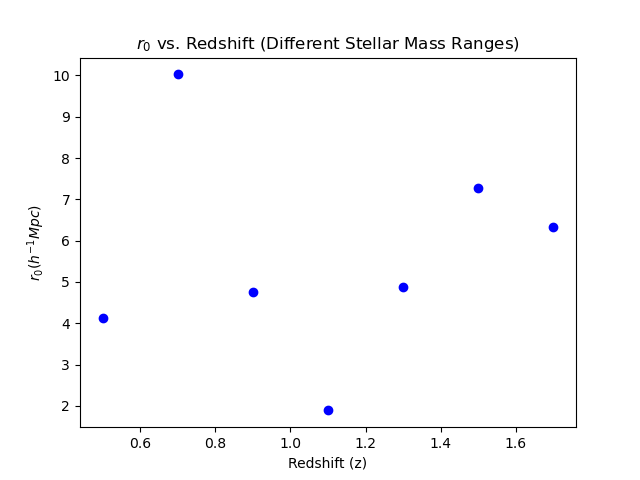 r₀ vs. Redshift (Different Stellar Mass Ranges)
10
9
8
7
6
5
4
3
2
r₀(h⁻¹Mpc)
0.6 0.8 1.0 1.2 1.4 1.6
Redshift (z)